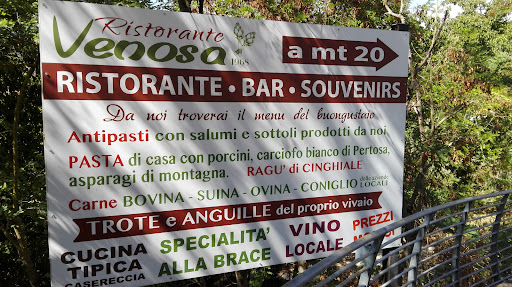 Ristorante
Venosa
1968
a mt 20
RISTORANTE • BAR • SOUVENIRS
Da noi troverai il menu del buongustaio
Antipasti con salumi e sottoli prodotti da noi
PASTA di casa con porcini, carciofo bianco di Pertosa,
asparagi di montagna. RAGU' di CINGHIALE
Carne BOVINA - SUINA - OVINA - CONIGLIO delle aziende LOCALI
TROTE e ANGUILLE del proprio vivaio
CUCINA TIPICA CASERECCIA
SPECIALITA' ALLA BRACE
VINO LOCALE
PREZZI